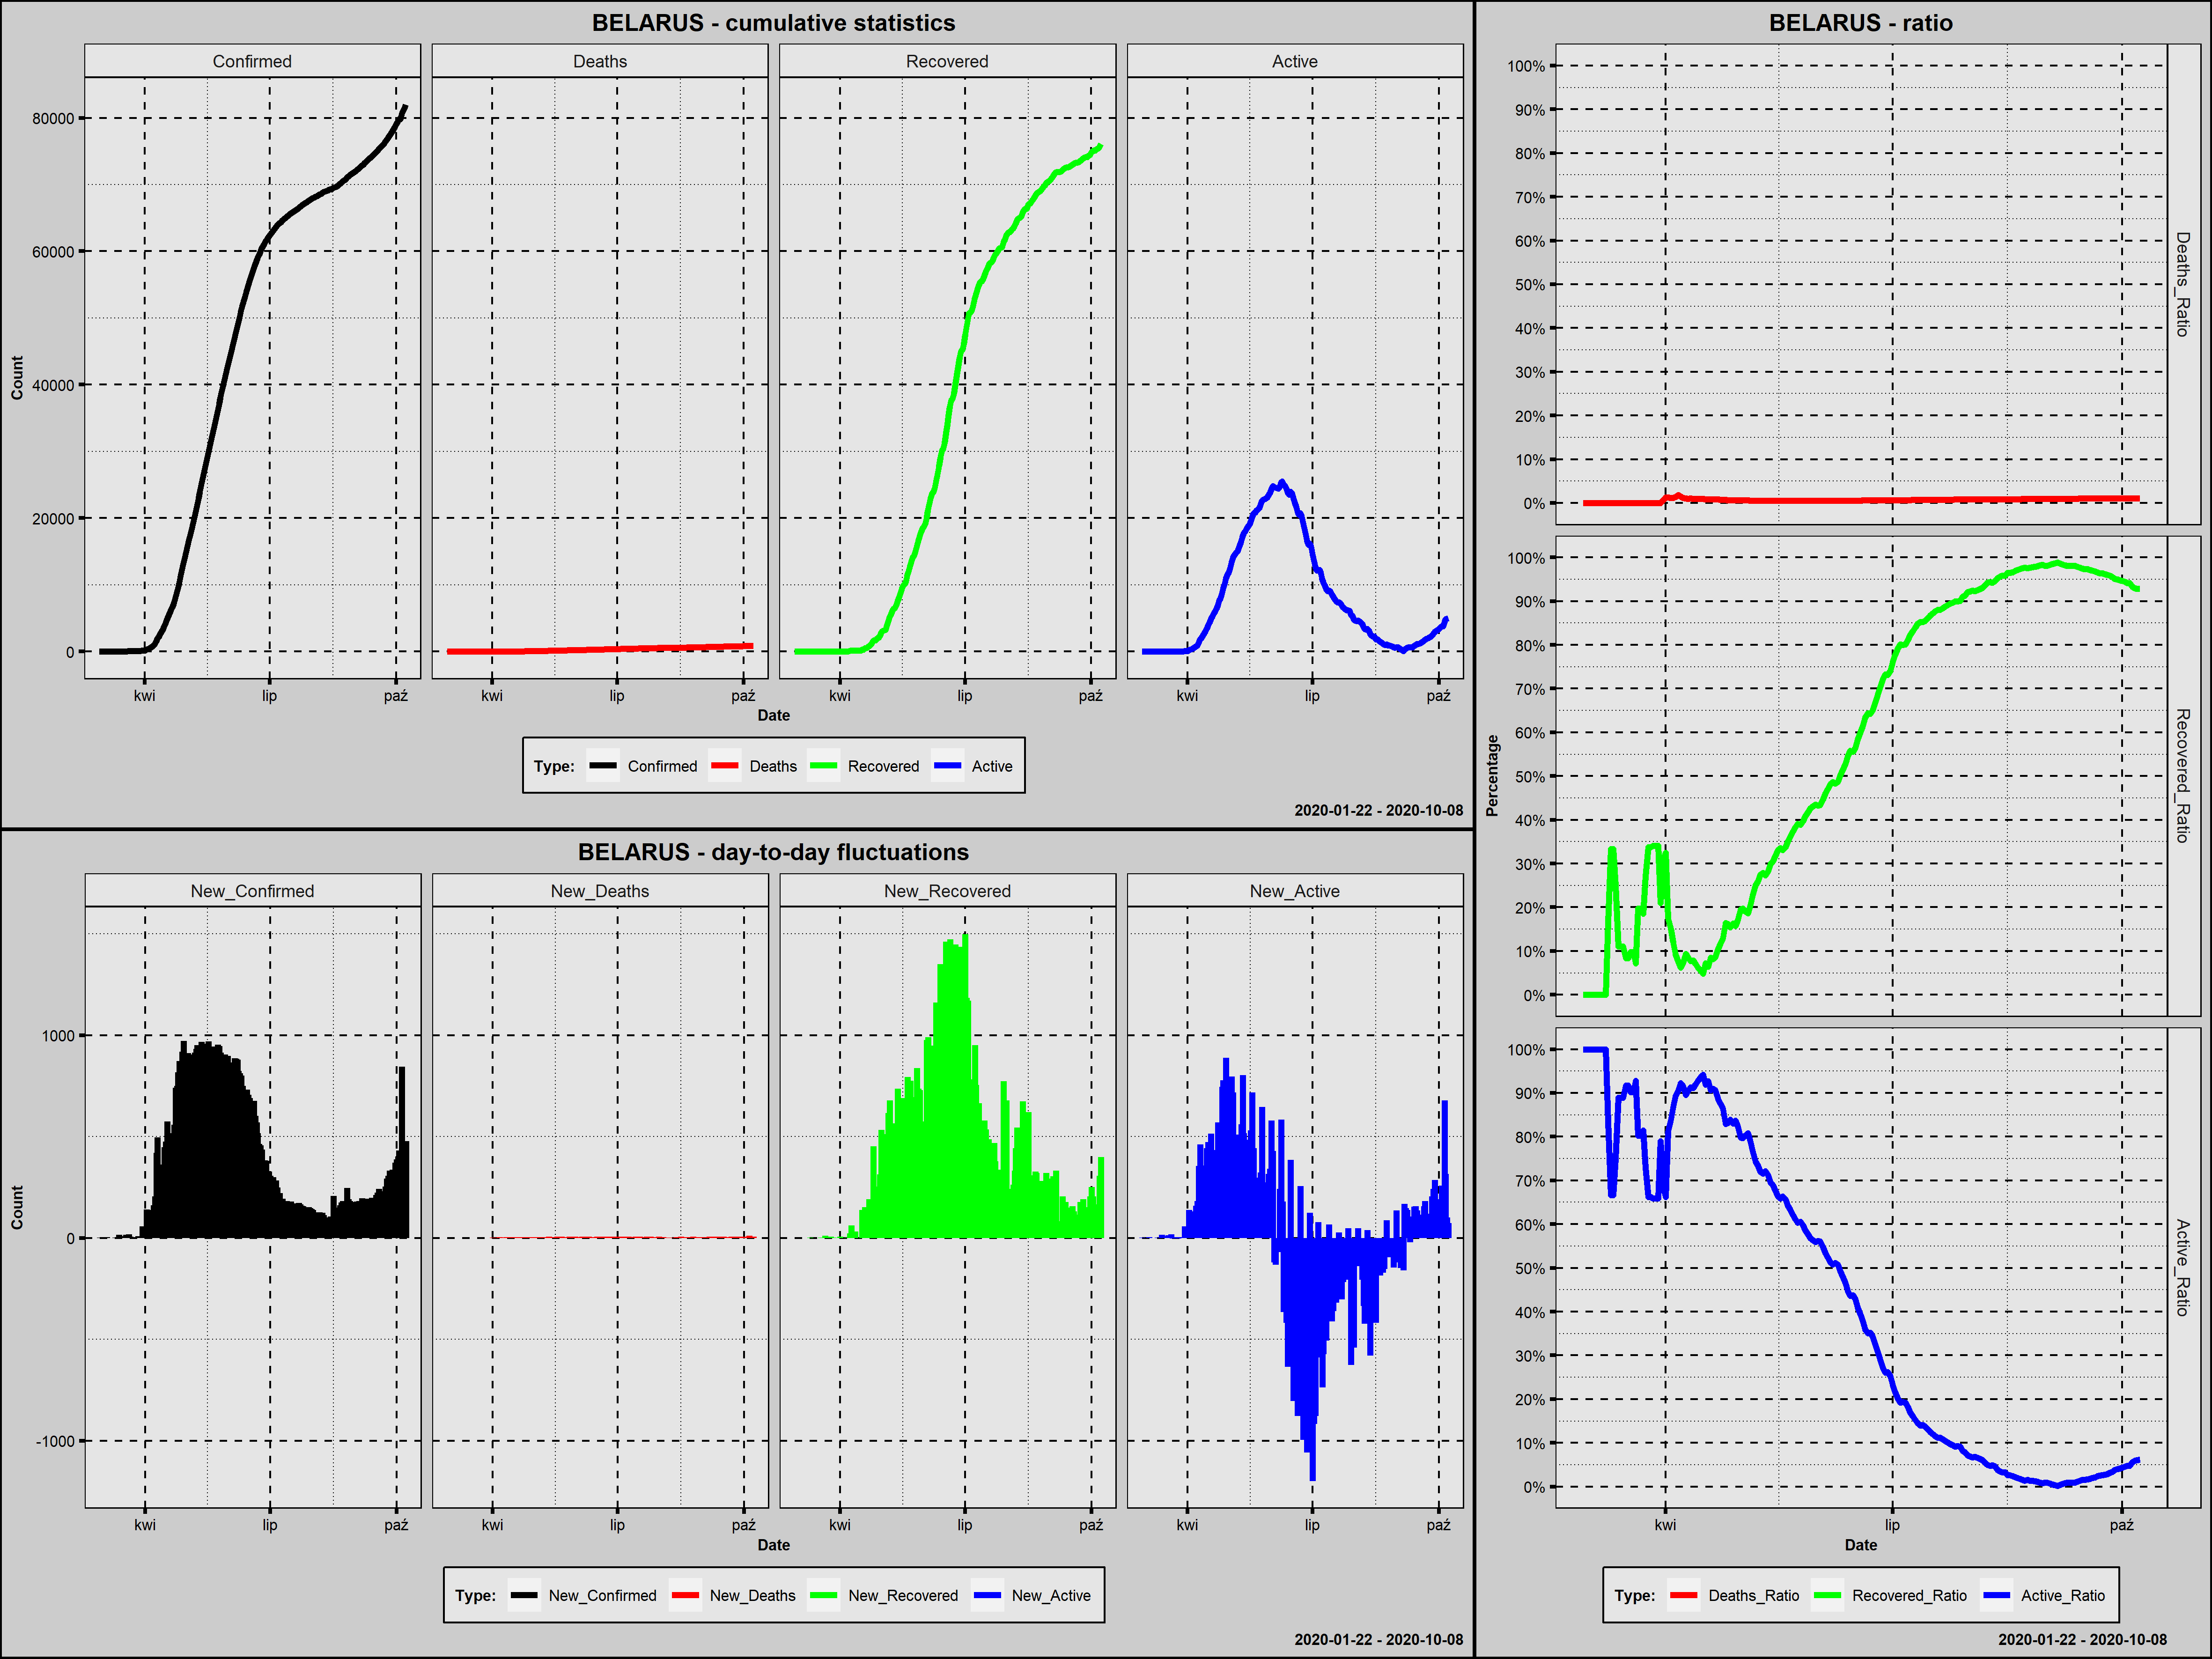 BELARUS - cumulative statistics
Confirmed Deaths Recovered Active
Count
80000
60000
40000
20000
0
kwi lip paź kwi lip paź kwi lip paź kwi lip paź
Date
Type: Confirmed Deaths Recovered Active
2020-01-22 - 2020-10-08
BELARUS - day-to-day fluctuations
New_Confirmed New_Deaths New_Recovered New_Active
Count
1000
0
-1000
kwi lip paź kwi lip paź kwi lip paź kwi lip paź
Date
Type: New_Confirmed New_Deaths New_Recovered New_Active
2020-01-22 - 2020-10-08
BELARUS - ratio
Percentage
100%
90%
80%
70%
60%
50%
40%
30%
20%
10%
0%
Deaths_Ratio
100%
90%
80%
70%
60%
50%
40%
30%
20%
10%
0%
Recovered_Ratio
100%
90%
80%
70%
60%
50%
40%
30%
20%
10%
0%
Active_Ratio
kwi lip paź
Date
Type: Deaths_Ratio Recovered_Ratio Active_Ratio
2020-01-22 - 2020-10-08